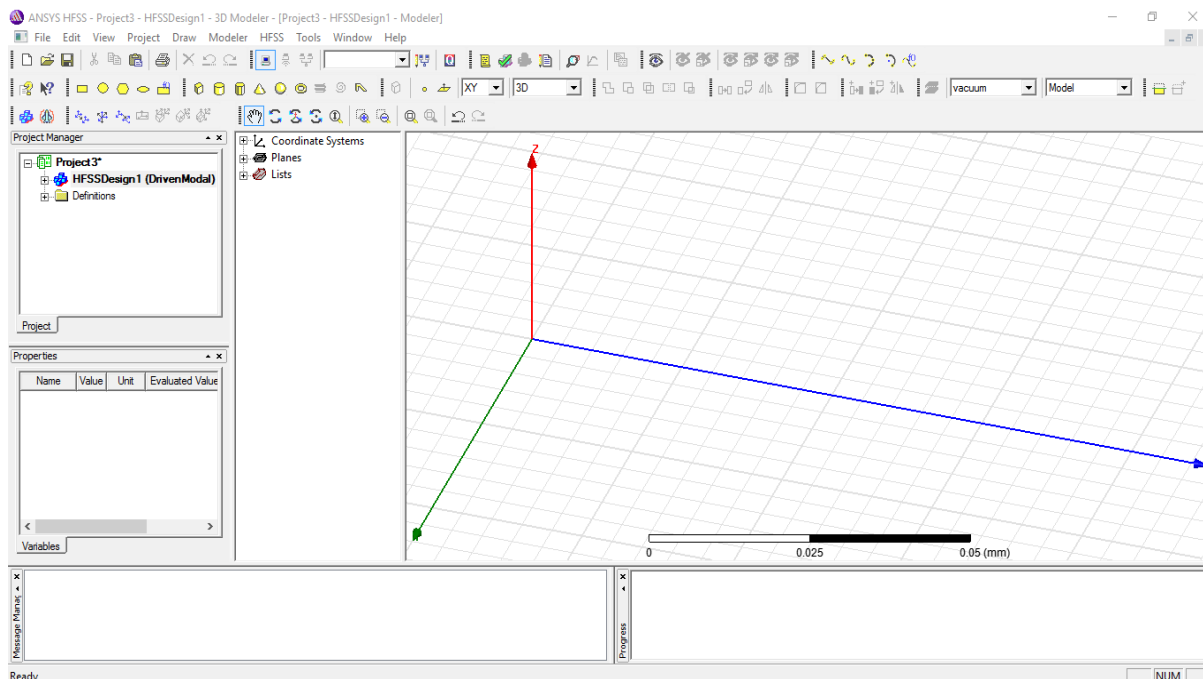 ANSYS HFSS - Project3 - HFSSDesign1 - 3D Modeler - [Project3 - HFSSDesign1 - Modeler]
File Edit View Project Draw Modeler HFSS Tools Window Help
XY 3D vacuum Model
Project Manager
Project3*
HFSSDesign1 (DrivenModal)
Definitions
Project
Properties
Name Value Unit Evaluated Value
Variables
Coordinate Systems
Planes
Lists
Z
0 0.025 0.05 (mm)
Message Manag
Progress
Ready
NUM